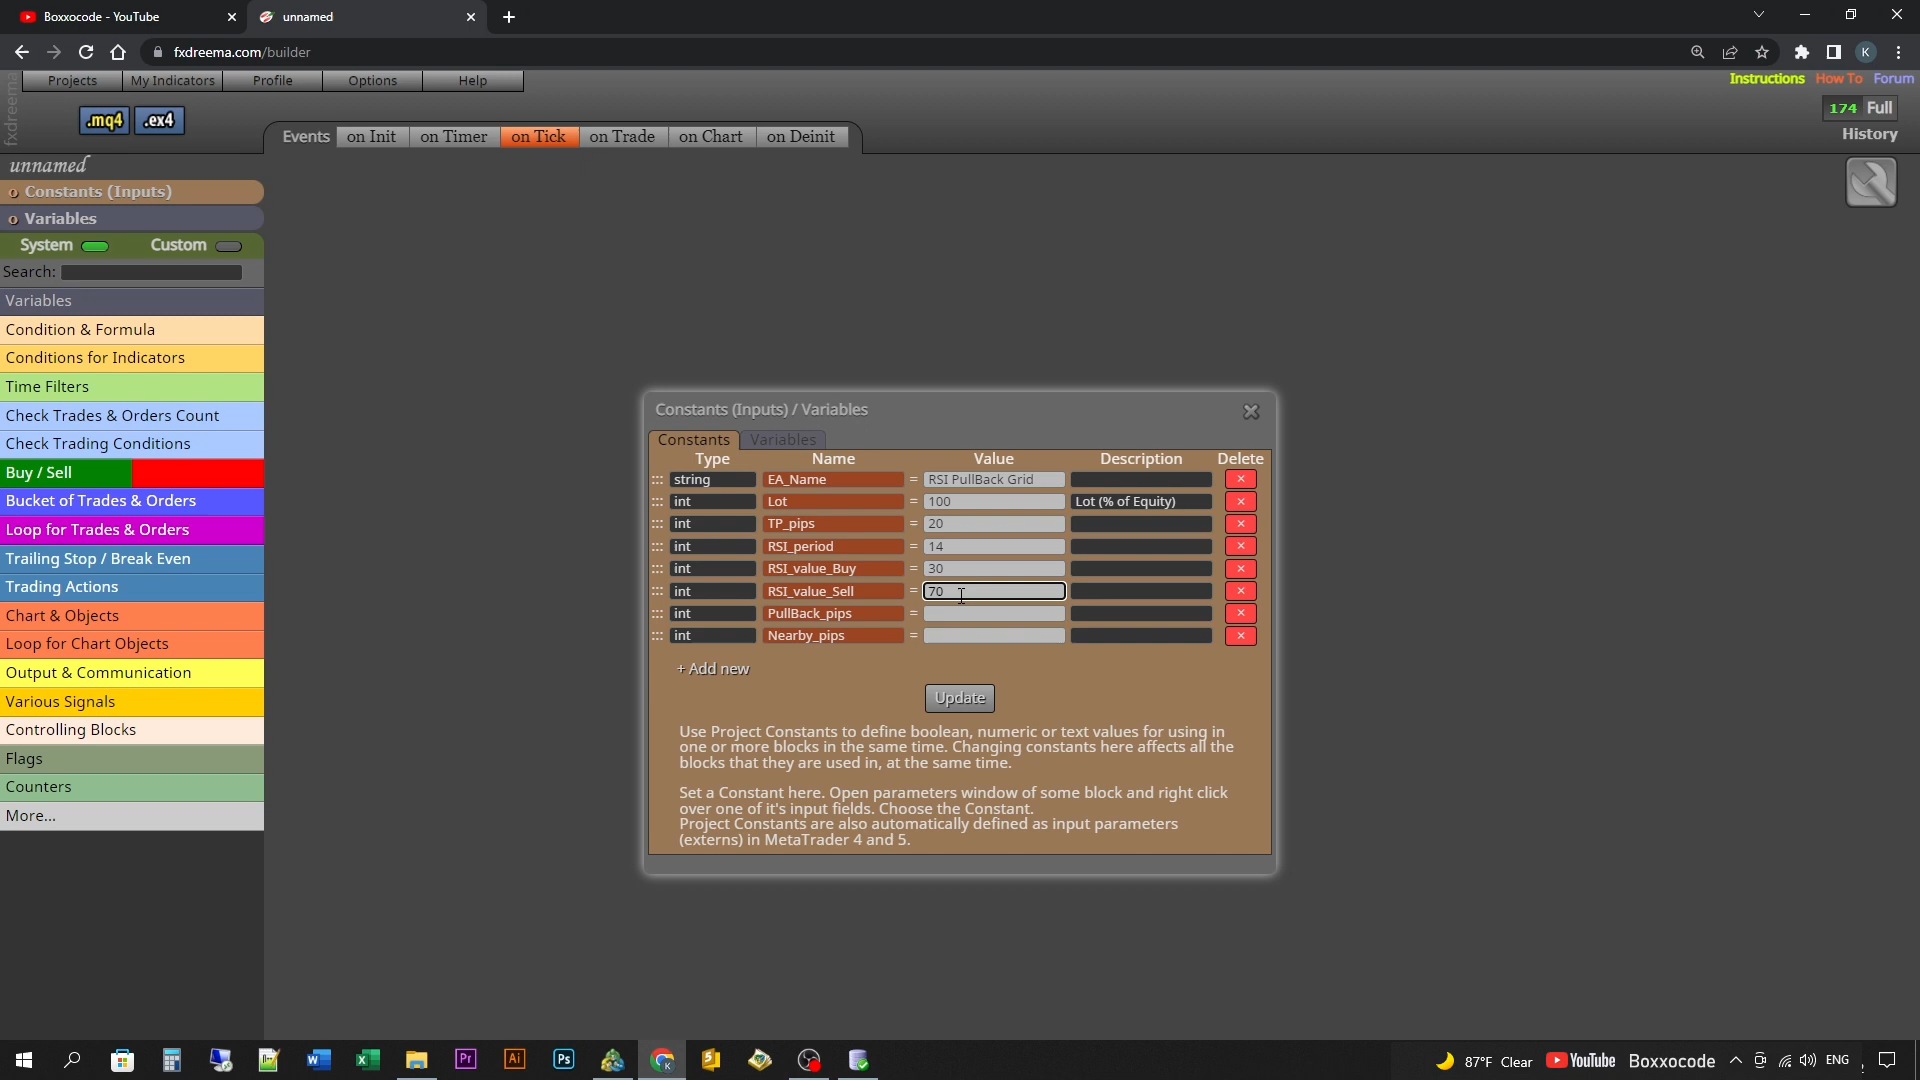 Boxxocode - YouTube
unnamed
fxdreema.com/builder
K
Projects
My Indicators
Profile
Options
Help
Instructions
How To
Forum
fxdreema
.mq4
.ex4
174 Full
History
Events
on Init
on Timer
on Tick
on Trade
on Chart
on Deinit
unnamed
Constants (Inputs)
Variables
System
Custom
Search:
Variables
Condition & Formula
Conditions for Indicators
Time Filters
Check Trades & Orders Count
Check Trading Conditions
Buy / Sell
Bucket of Trades & Orders
Loop for Trades & Orders
Trailing Stop / Break Even
Trading Actions
Chart & Objects
Loop for Chart Objects
Output & Communication
Various Signals
Controlling Blocks
Flags
Counters
More...
Constants (Inputs) / Variables
Constants
Variables
Type Name Value Description Delete
string EA_Name = RSI PullBack Grid
int Lot = 100 Lot (% of Equity)
int TP_pips = 20
int RSI_period = 14
int RSI_value_Buy = 30
int RSI_value_Sell = 70
int PullBack_pips =
int Nearby_pips =
+ Add new
Update
Use Project Constants to define boolean, numeric or text values for using in
one or more blocks in the same time. Changing constants here affects all the
blocks that they are used in, at the same time.
Set a Constant here. Open parameters window of some block and right click
over one of it's input fields. Choose the Constant.
Project Constants are also automatically defined as input parameters
(externs) in MetaTrader 4 and 5.
Pr
Ai
Ps
87°F Clear
YouTube Boxxocode
ENG